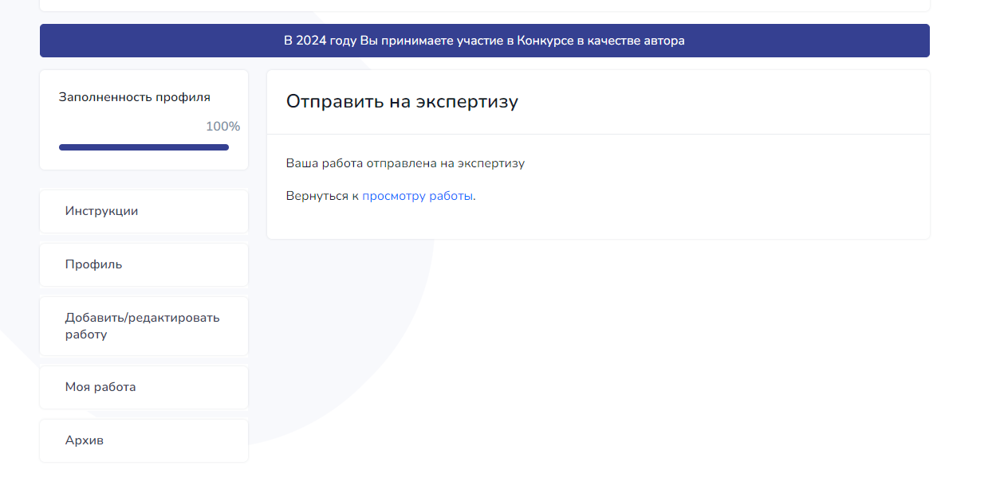 В 2024 году Вы принимаете участие в Конкурсе в качестве автора
Заполненность профиля
100%
Инструкции
Профиль
Добавить/редактировать
работу
Моя работа
Архив
Отправить на экспертизу
Ваша работа отправлена на экспертизу
Вернуться к просмотру работы.